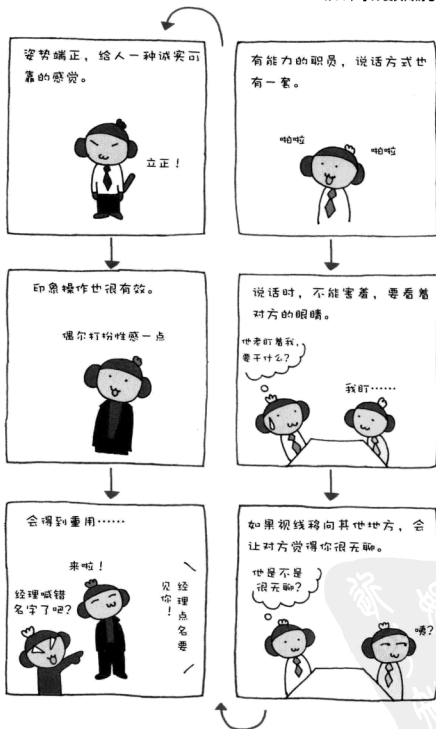 有能力的职员，说话方式也
有一套。
啪啦
啪啦
说话时，不能害羞，要看着
对方的眼睛。
他老盯着我，
要干什么？
我盯……
如果视线移向其他地方，会
让对方觉得你很无聊。
他是不是
很无聊？
咦？
姿势端正，给人一种诚实可
靠的感觉。
立正！
印象操作也很有效。
偶尔打扮性感一点
会得到重用……
来啦！
经理点名要
见你！
经理喊错
名字了吧？